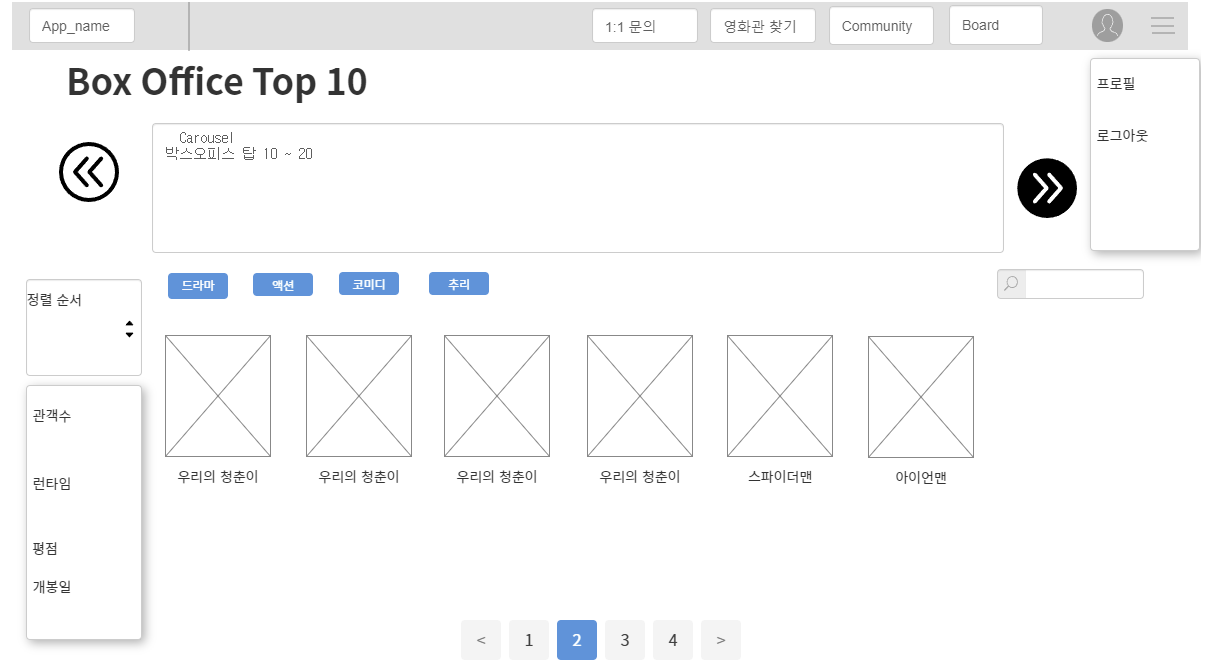 App_name
1:1 문의
영화관 찾기
Community
Board
Box Office Top 10
프로필
로그아웃
Carousel
박스오피스 탑 10 ~ 20
드라마
액션
코미디
추리
정렬 순서
관객수
런타임
평점
개봉일
우리의 청춘이
우리의 청춘이
우리의 청춘이
우리의 청춘이
스파이더맨
아이언맨
< 1 2 3 4 >